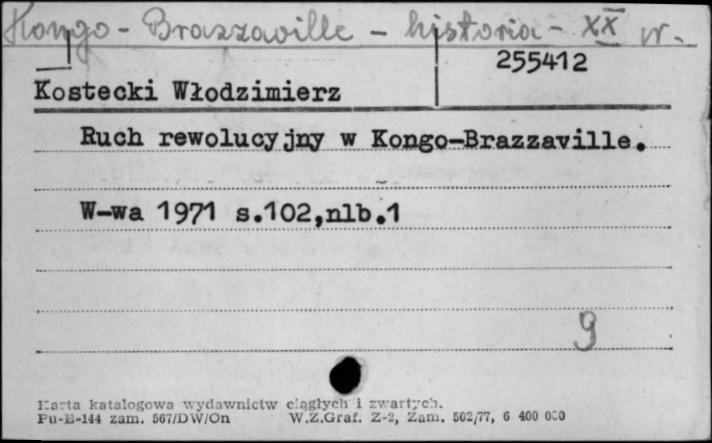 Kongo - Brazzaville - historia - XX w.
255412
Kostecki Włodzimierz
Ruch rewolucyjny w Kongo-Brazzaville.
W-wa 1971 s.102,nlb.1
9
Karta katalogowa wydawnictw ciągłych i zwartych.
Pu-B-144 zam. 567/DW/On W.Z.Graf. Z-2, Zam. 502/77, 6 400 000